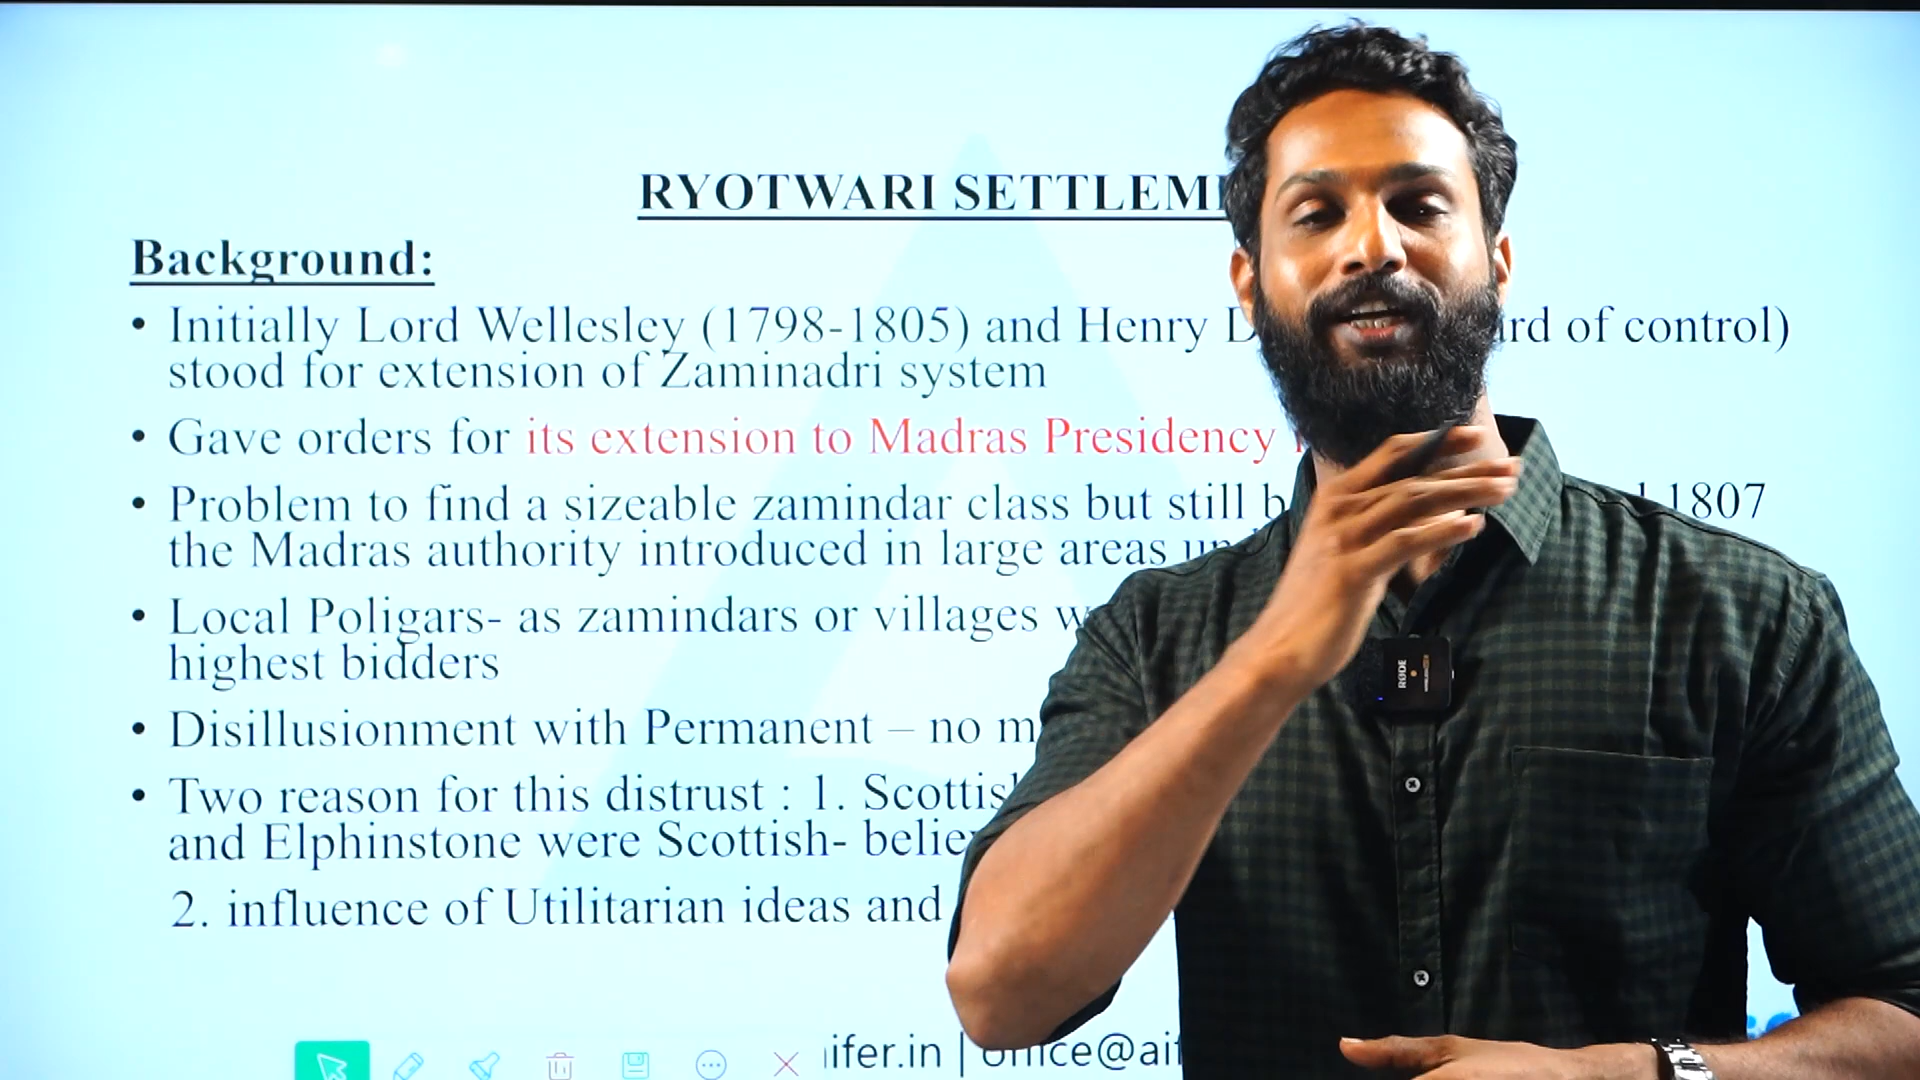 RYOTWARI SETTLEM
Background:
• Initially Lord Wellesley (1798-1805) and Henry D rd of control)
stood for extension of Zaminadri system
• Gave orders for its extension to Madras Presidency
• Problem to find a sizeable zamindar class but still b 1807
the Madras authority introduced in large areas un
• Local Poligars- as zamindars or villages w
highest bidders
• Disillusionment with Permanent – no m
• Two reason for this distrust : 1. Scottis
and Elphinstone were Scottish- belie
2. influence of Utilitarian ideas and
ifer.in | office@aif
RØDE